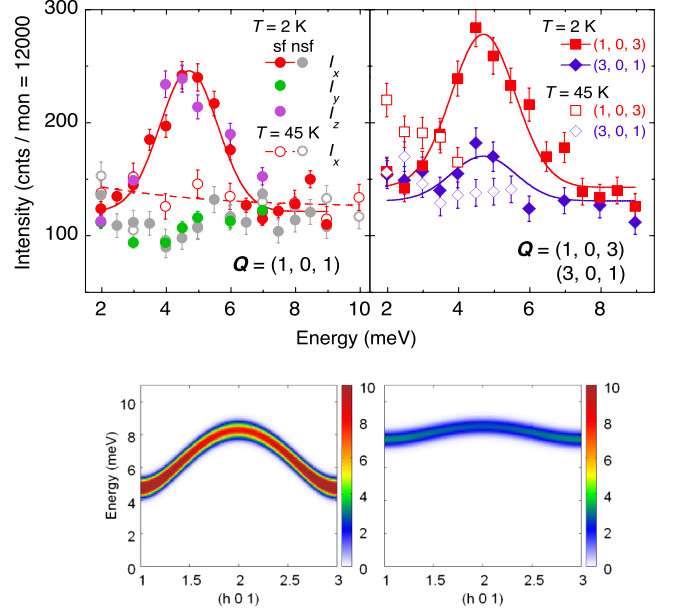 Intensity (cnts / mon = 12000)
300
200
100
T = 2 K
sf nsf
I_x
I_y
I_z
T = 45 K
I_x
Q = (1, 0, 1)
2 4 6 8 10
T = 2 K
(1, 0, 3)
(3, 0, 1)
T = 45 K
(1, 0, 3)
(3, 0, 1)
Q = (1, 0, 3)
(3, 0, 1)
2 4 6 8
Energy (meV)
Energy (meV)
10
8
6
4
2
0
10
8
6
4
2
0
1 1.5 2 2.5 3
(h 0 1)
10
8
6
4
2
0
1 1.5 2 2.5 3
(h 0 1)